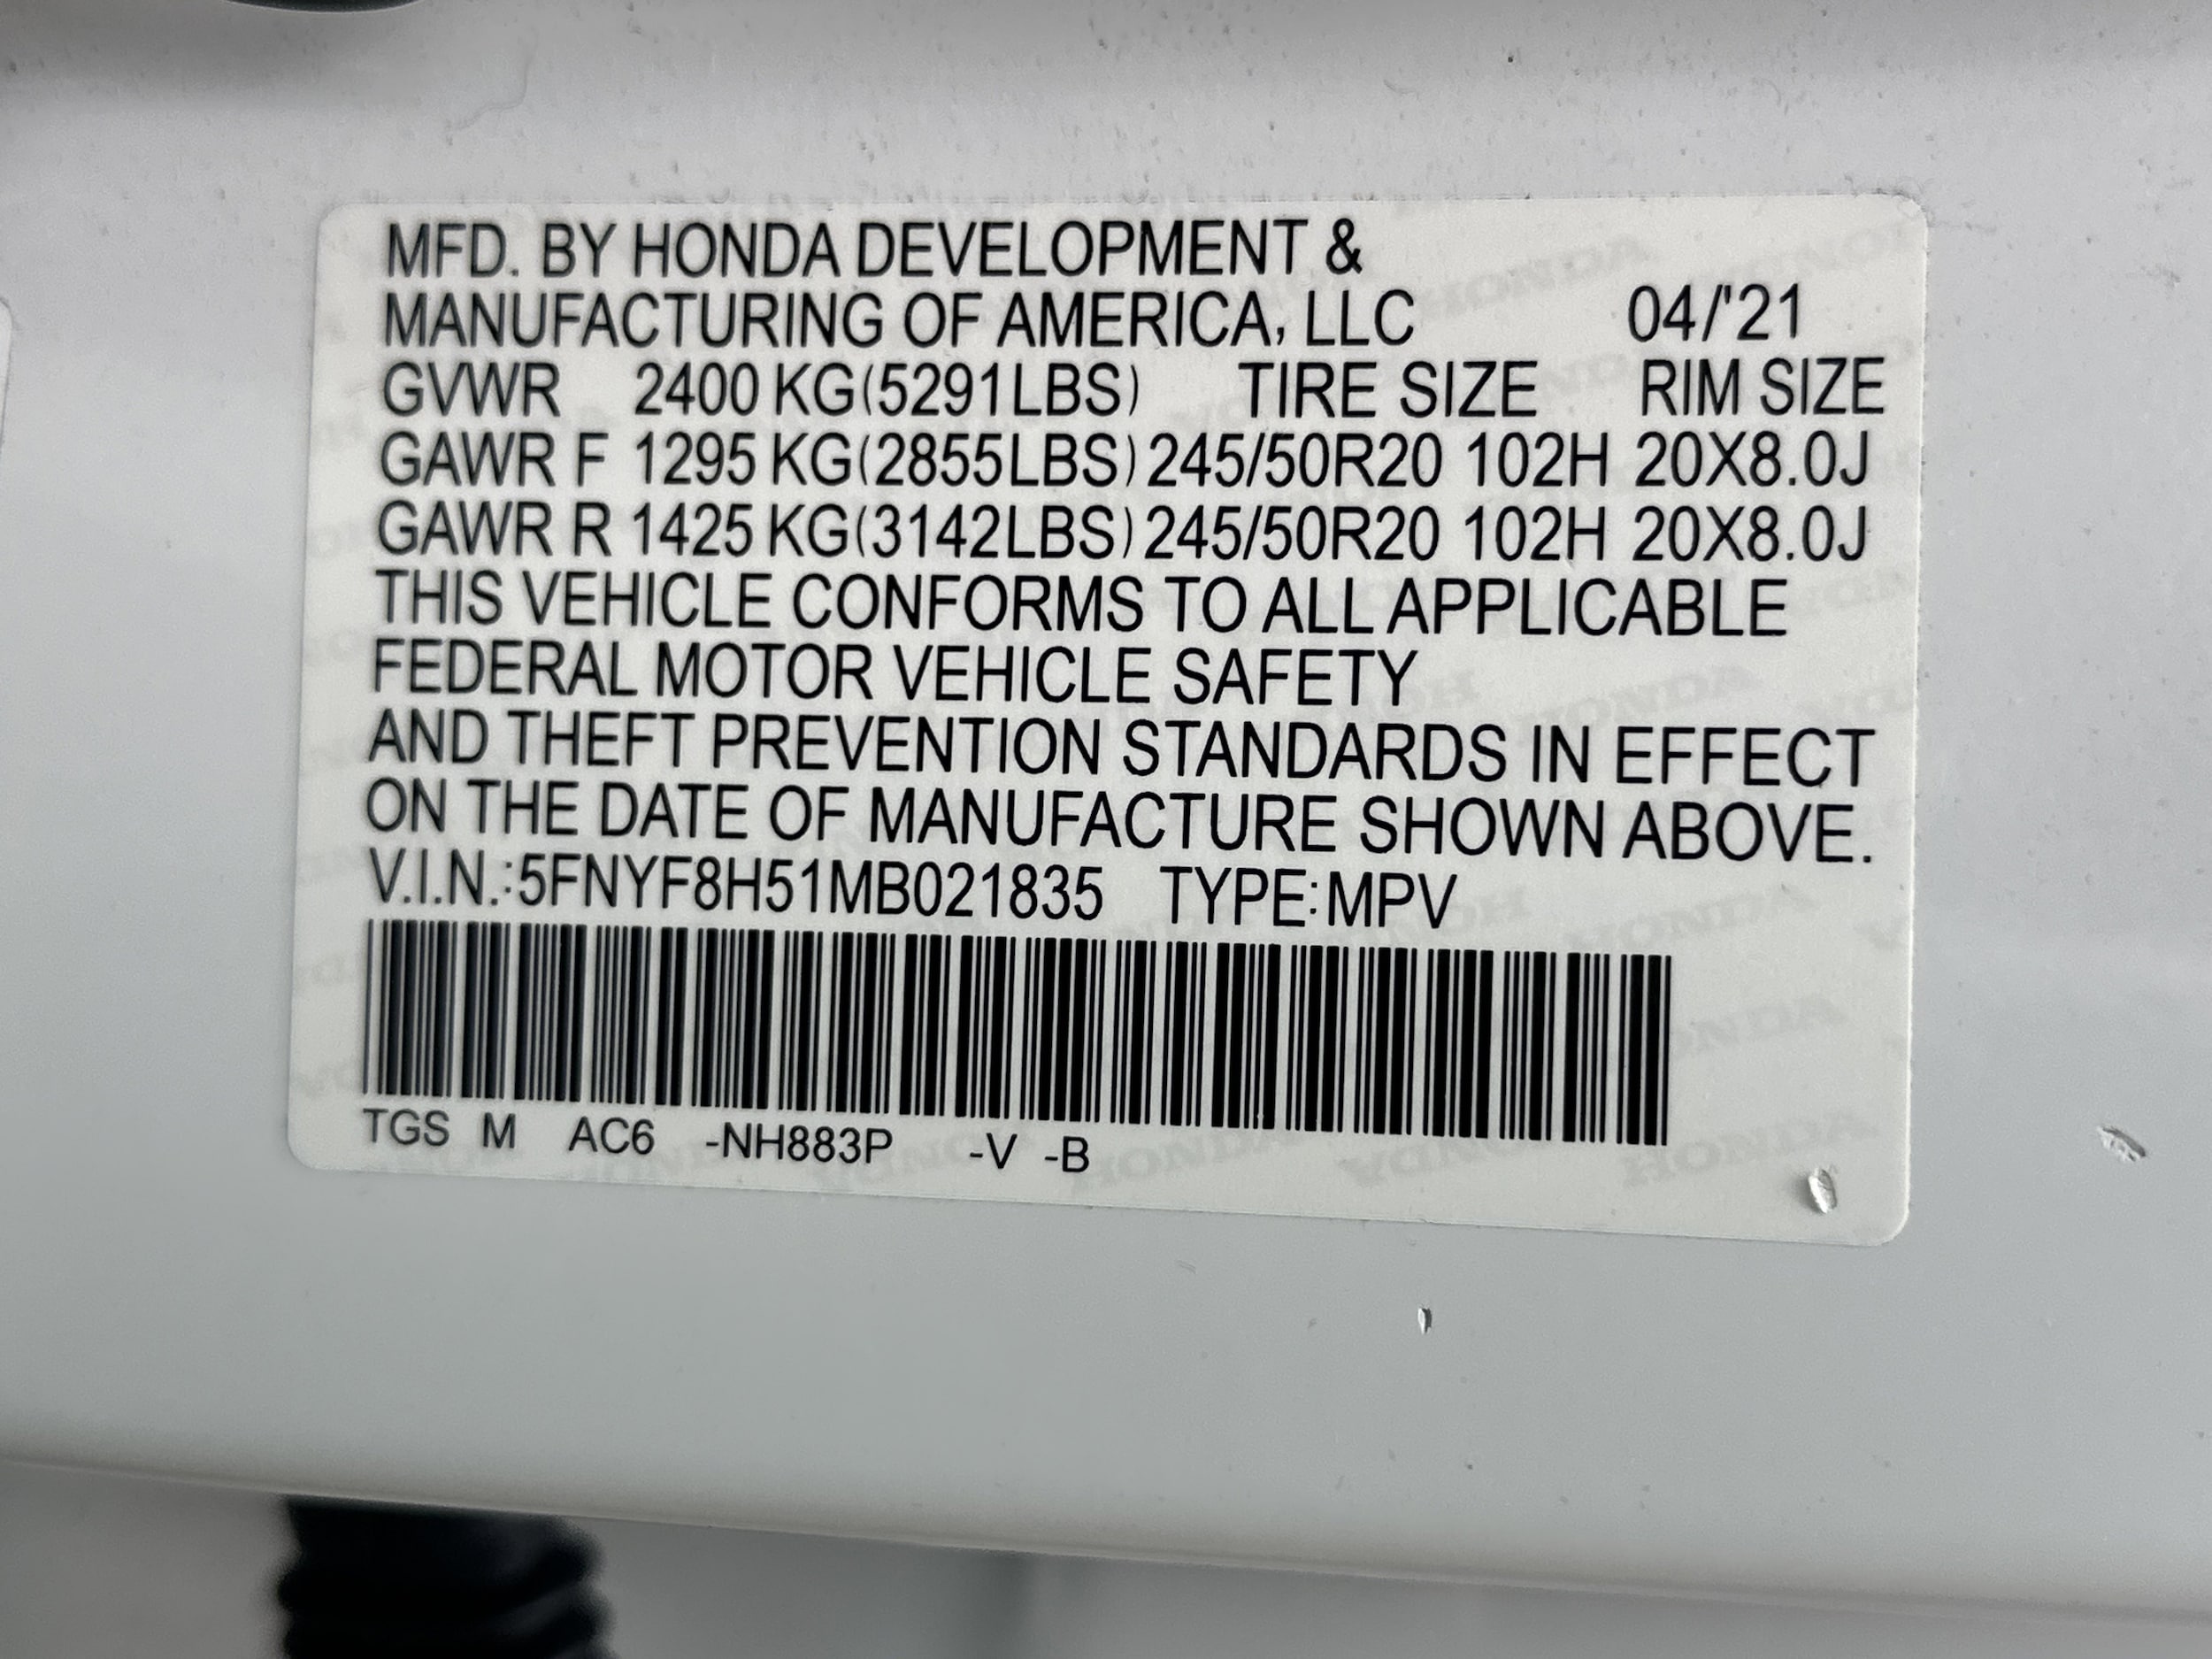 MFD. BY HONDA DEVELOPMENT &
MANUFACTURING OF AMERICA, LLC 04/'21
GVWR 2400 KG(5291LBS) TIRE SIZE RIM SIZE
GAWR F 1295 KG(2855LBS) 245/50R20 102H 20X8.0J
GAWR R 1425 KG(3142LBS) 245/50R20 102H 20X8.0J
THIS VEHICLE CONFORMS TO ALL APPLICABLE
FEDERAL MOTOR VEHICLE SAFETY
AND THEFT PREVENTION STANDARDS IN EFFECT
ON THE DATE OF MANUFACTURE SHOWN ABOVE.
V.I.N.:5FNYF8H51MB021835 TYPE:MPV
TGS M AC6 -NH883P -V -B